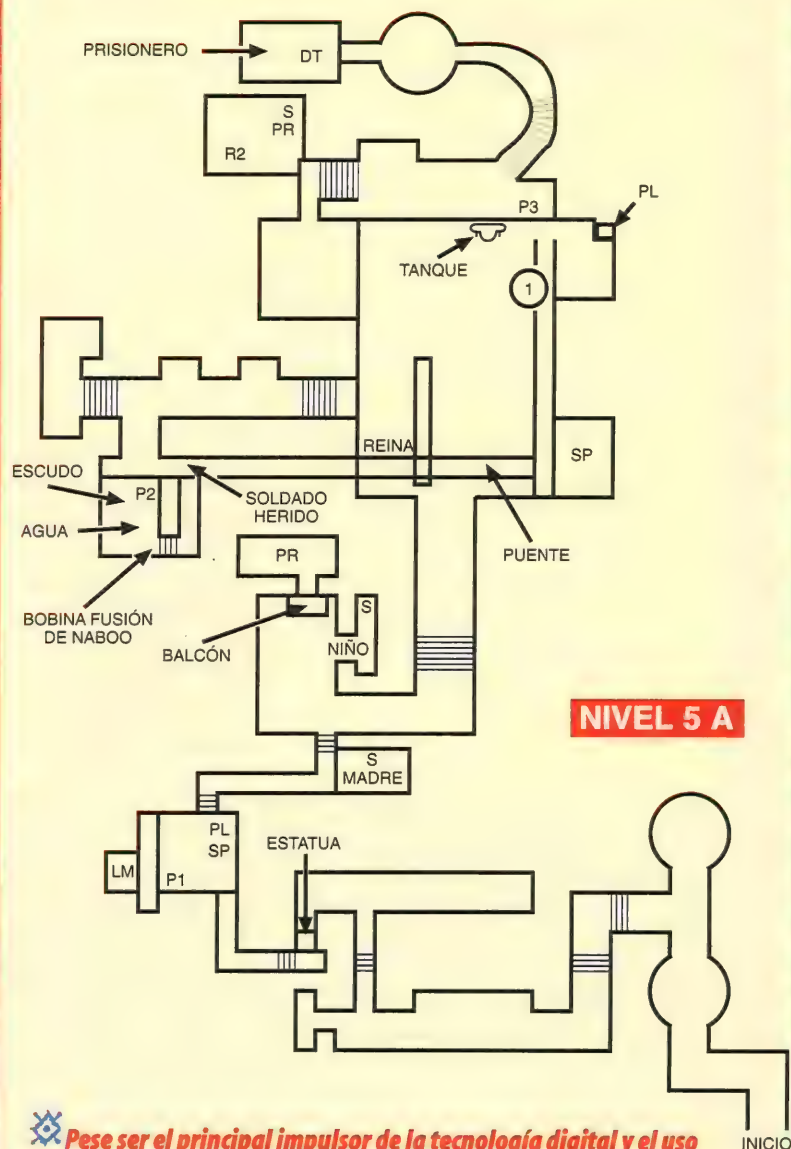 PRISIONERO
DT
S
PR
R2
P3
PL
TANQUE
1
REINA
SP
ESCUDO
P2
SOLDADO
HERIDO
AGUA
PUENTE
BOBINA FUSIÓN
DE NABOO
PR
BALCÓN
S
NIÑO
NIVEL 5 A
S
MADRE
PL
SP
ESTATUA
LM
P1
Pese ser el principal impulsor de la tecnología digital y el uso
INICIO